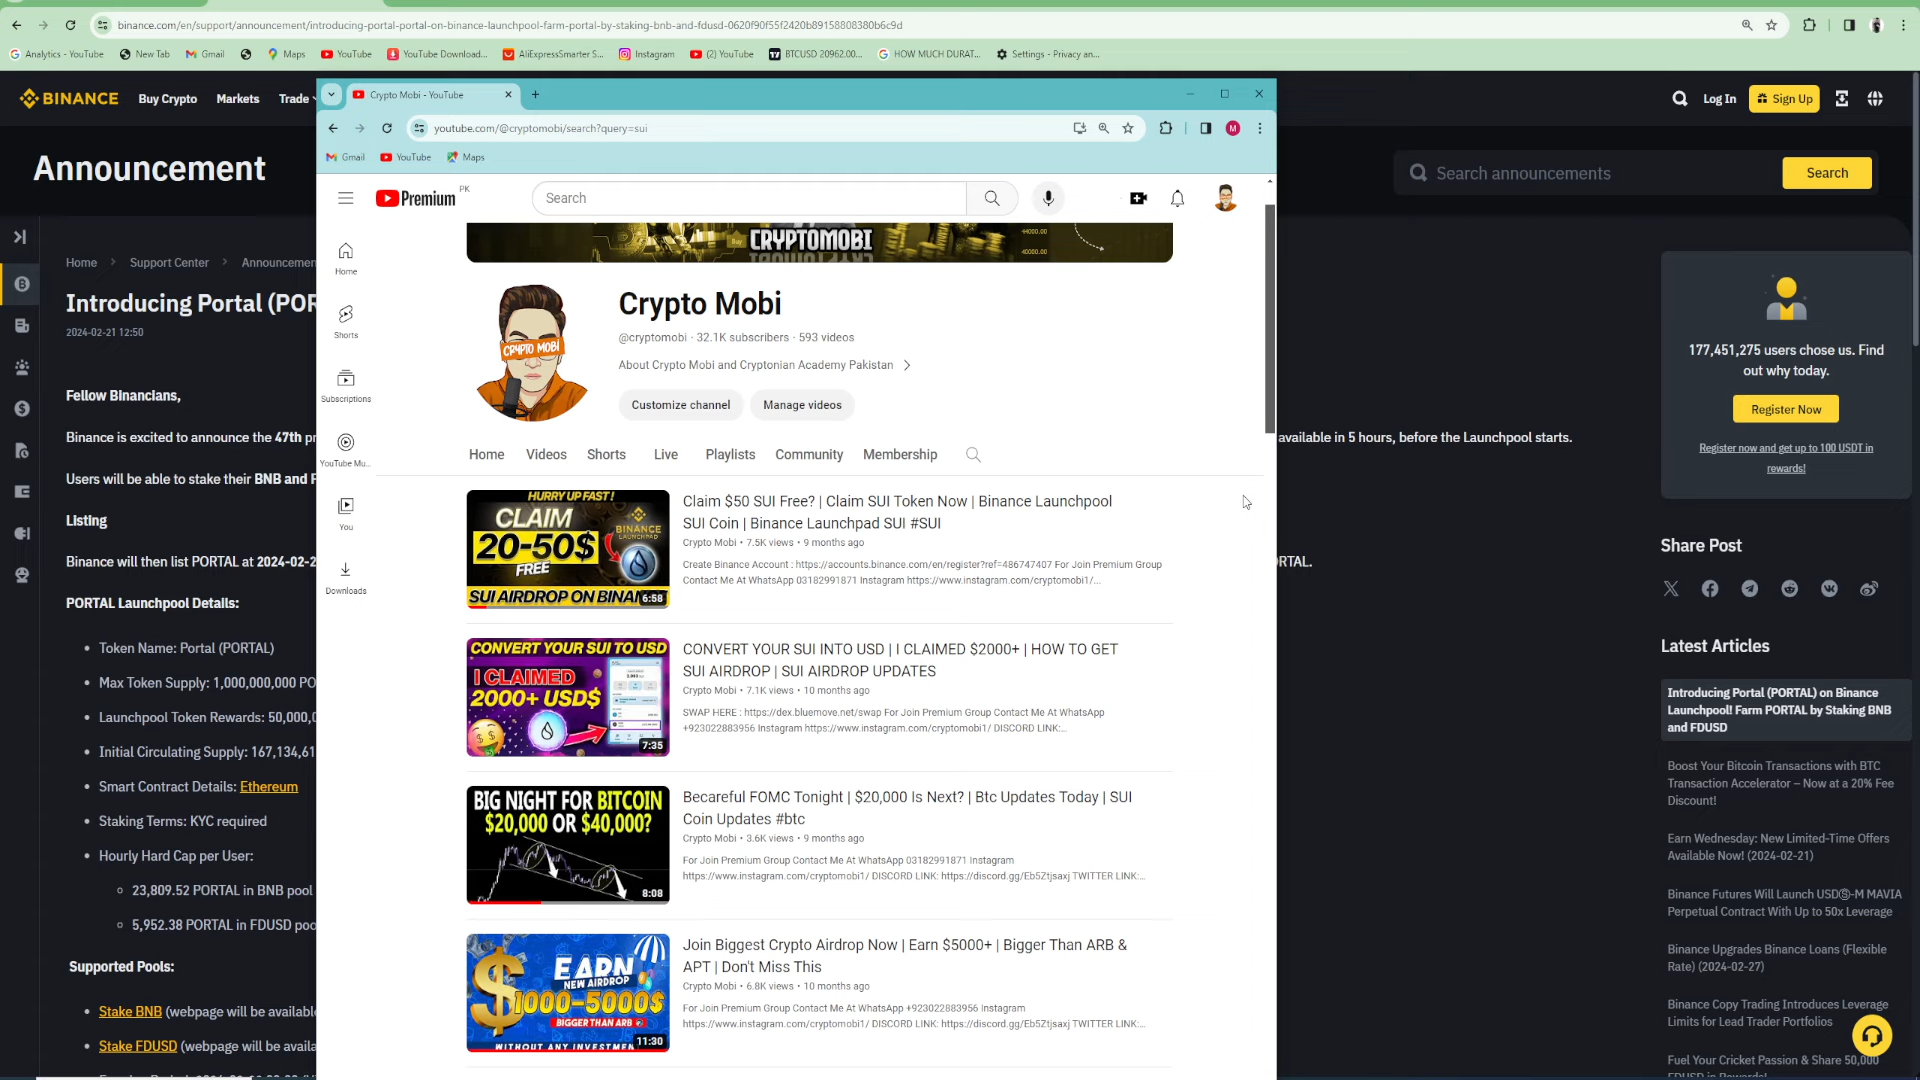 binance.com/en/support/announcement/introducing-portal-portal-on-binance-launchpool-farm-portal-by-staking-bnb-and-fdusd-0620f90f55f2420b89158808380b6c9d
Analytics - YouTube
New Tab
Gmail
Maps
YouTube
YouTube Download...
AliExpressSmarter S...
Instagram
(2) YouTube
BTCUSD 20962.00...
HOW MUCH DURAT...
Settings - Privacy an...
BINANCE
Buy Crypto
Markets
Trade
Log In
Sign Up
Announcement
Search announcements
Search
Home
Support Center
Announcemen
Introducing Portal (POR
2024-02-21 12:50
Fellow Binancians,
Binance is excited to announce the 47th pr
available in 5 hours, before the Launchpool starts.
Users will be able to stake their BNB and F
Listing
Binance will then list PORTAL at 2024-02-2
RTAL.
PORTAL Launchpool Details:
Token Name: Portal (PORTAL)
Max Token Supply: 1,000,000,000 PO
Launchpool Token Rewards: 50,000,0
Initial Circulating Supply: 167,134,61
Smart Contract Details: Ethereum
Staking Terms: KYC required
Hourly Hard Cap per User:
23,809.52 PORTAL in BNB pool
5,952.38 PORTAL in FDUSD poo
Supported Pools:
Stake BNB (webpage will be available
Stake FDUSD (webpage will be availa
Crypto Mobi - YouTube
youtube.com/@cryptomobi/search?query=sui
M
Gmail
YouTube
Maps
Premium
PK
Search
Home
Shorts
Subscriptions
YouTube Mu...
You
Downloads
Buy
CRYPTOMOBI
44000.00
40000.00
CRYPTO MOBI
Crypto Mobi
@cryptomobi · 32.1K subscribers · 593 videos
About Crypto Mobi and Cryptonian Academy Pakistan
Customize channel
Manage videos
Home
Videos
Shorts
Live
Playlists
Community
Membership
HURRY UP FAST !
CLAIM
20-50$
FREE
BINANCE
LAUNCHPAD
SUI AIRDROP ON BINAN
6:58
Claim $50 SUI Free? | Claim SUI Token Now | Binance Launchpool
SUI Coin | Binance Launchpad SUI #SUI
Crypto Mobi • 7.5K views • 9 months ago
Create Binance Account : https://accounts.binance.com/en/register?ref=486747407 For Join Premium Group
Contact Me At WhatsApp 03182991871 Instagram https://www.instagram.com/cryptomobi1/...
CONVERT YOUR SUI TO USD
I CLAIMED
2000+ USD$
7:35
CONVERT YOUR SUI INTO USD | I CLAIMED $2000+ | HOW TO GET
SUI AIRDROP | SUI AIRDROP UPDATES
Crypto Mobi • 7.1K views • 10 months ago
SWAP HERE : https://dex.bluemove.net/swap For Join Premium Group Contact Me At WhatsApp
+923022883956 Instagram https://www.instagram.com/cryptomobi1/ DISCORD LINK:...
BIG NIGHT FOR BITCOIN
$20,000 OR $40,000?
8:08
Becareful FOMC Tonight | $20,000 Is Next? | Btc Updates Today | SUI
Coin Updates #btc
Crypto Mobi • 3.6K views • 9 months ago
For Join Premium Group Contact Me At WhatsApp 03182991871 Instagram
https://www.instagram.com/cryptomobi1/ DISCORD LINK: https://discord.gg/Eb5Ztjsaxj TWITTER LINK:...
EARN
NEW AIRDROP
1000-5000$
BIGGER THAN ARB
WITHOUT ANY INVESTMEN
11:30
Join Biggest Crypto Airdrop Now | Earn $5000+ | Bigger Than ARB &
APT | Don't Miss This
Crypto Mobi • 6.8K views • 10 months ago
For Join Premium Group Contact Me At WhatsApp +923022883956 Instagram
https://www.instagram.com/cryptomobi1/ DISCORD LINK: https://discord.gg/Eb5Ztjsaxj TWITTER LINK:...
177,451,275 users chose us. Find
out why today.
Register Now
Register now and get up to 100 USDT in
rewards!
Share Post
Latest Articles
Introducing Portal (PORTAL) on Binance
Launchpool! Farm PORTAL by Staking BNB
and FDUSD
Boost Your Bitcoin Transactions with BTC
Transaction Accelerator – Now at a 20% Fee
Discount!
Earn Wednesday: New Limited-Time Offers
Available Now! (2024-02-21)
Binance Futures Will Launch USDⓈ-M MAVIA
Perpetual Contract With Up to 50x Leverage
Binance Upgrades Binance Loans (Flexible
Rate) (2024-02-27)
Binance Copy Trading Introduces Leverage
Limits for Lead Trader Portfolios
Fuel Your Cricket Passion & Share 50,000
FDUSD in Rewards!